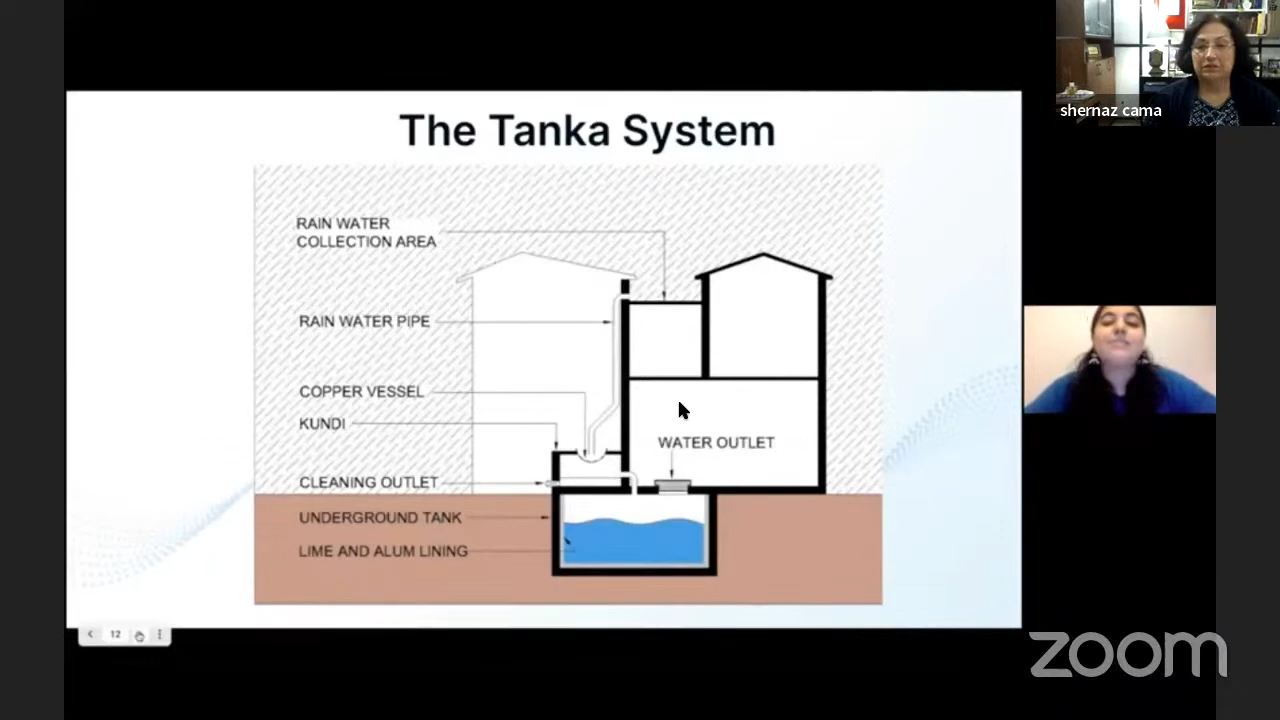 shernaz cama
The Tanka System
RAIN WATER
COLLECTION AREA
RAIN WATER PIPE
COPPER VESSEL
KUNDI
WATER OUTLET
CLEANING OUTLET
UNDERGROUND TANK
LIME AND ALUM LINING
12
zoom